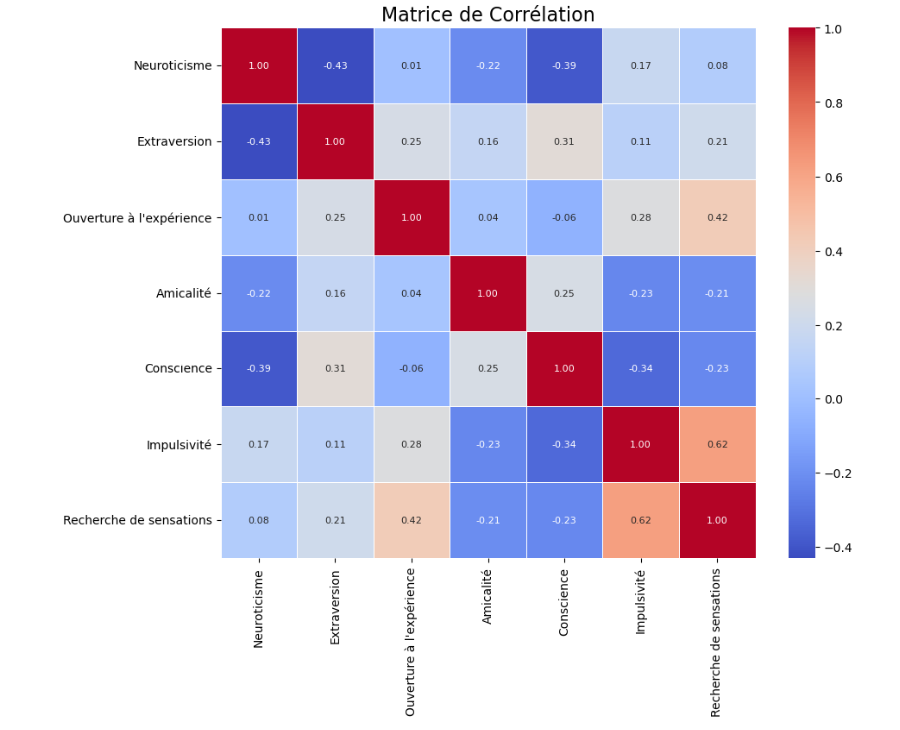 Matrice de Corrélation
Neuroticisme 1.00 -0.43 0.01 -0.22 -0.39 0.17 0.08
Extraversion -0.43 1.00 0.25 0.16 0.31 0.11 0.21
Ouverture à l'expérience 0.01 0.25 1.00 0.04 -0.06 0.28 0.42
Amicalité -0.22 0.16 0.04 1.00 0.25 -0.23 -0.21
Conscience -0.39 0.31 -0.06 0.25 1.00 -0.34 -0.23
Impulsivité 0.17 0.11 0.28 -0.23 -0.34 1.00 0.62
Recherche de sensations 0.08 0.21 0.42 -0.21 -0.23 0.62 1.00
Neuroticisme
Extraversion
Ouverture à l'expérience
Amicalité
Conscience
Impulsivité
Recherche de sensations
1.0
0.8
0.6
0.4
0.2
0.0
−0.2
−0.4